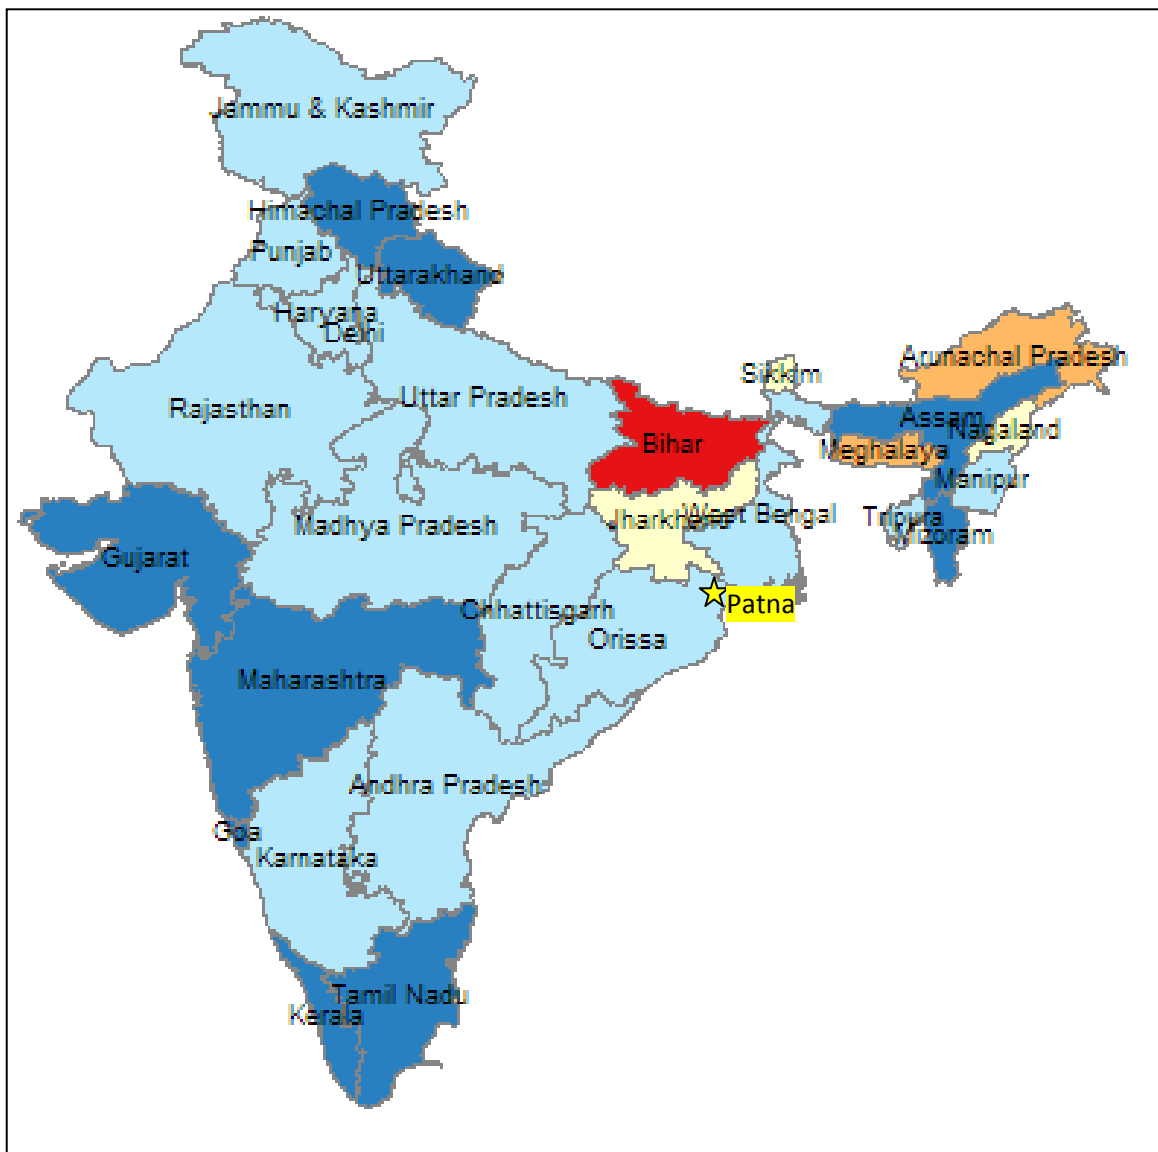 Jammu & Kashmir
Himachal Pradesh
Punjab
Uttarakhand
Haryana
Delhi
Sikkim
Arunachal Pradesh
Uttar Pradesh
Rajasthan
Assam
Nagaland
Bihar
Meghalaya
Manipur
Jharkhand
West Bengal
Tripura
Madhya Pradesh
Mizoram
Gujarat
Chhattisgarh
Patna
Orissa
Maharashtra
Andhra Pradesh
Goa
Karnataka
Tamil Nadu
Kerala